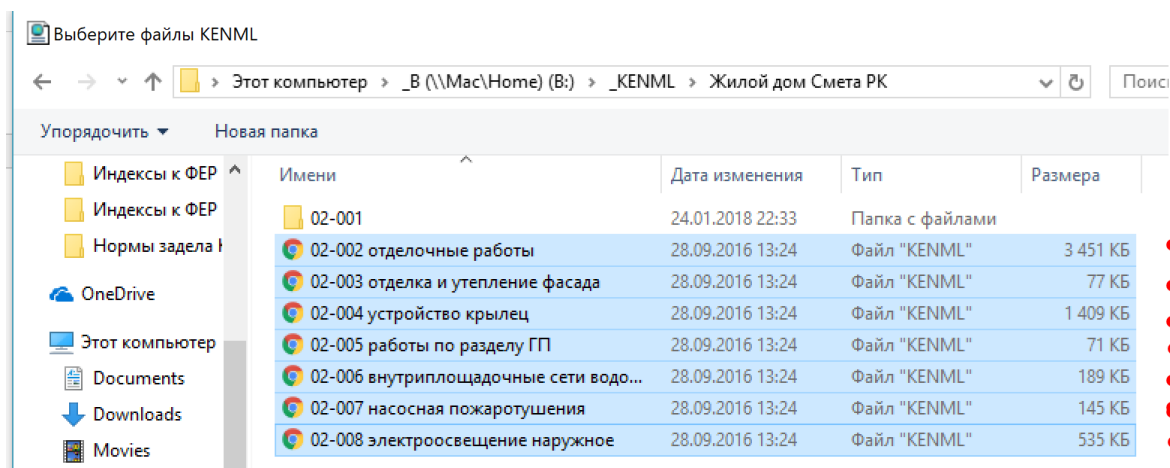 Выберите файлы KENML
Этот компьютер > _B (\\Mac\Home) (B:) > _KENML > Жилой дом Смета РК
Упорядочить Новая папка
Имени Дата изменения Тип Размера
Индексы к ФЕР
Индексы к ФЕР
Нормы задела
OneDrive
Этот компьютер
Documents
Downloads
Movies
02-001 24.01.2018 22:33 Папка с файлами
02-002 отделочные работы 28.09.2016 13:24 Файл "KENML" 3 451 КБ
02-003 отделка и утепление фасада 28.09.2016 13:24 Файл "KENML" 77 КБ
02-004 устройство крылец 28.09.2016 13:24 Файл "KENML" 1 409 КБ
02-005 работы по разделу ГП 28.09.2016 13:24 Файл "KENML" 71 КБ
02-006 внутриплощадочные сети водо... 28.09.2016 13:24 Файл "KENML" 189 КБ
02-007 насосная пожаротушения 28.09.2016 13:24 Файл "KENML" 145 КБ
02-008 электроосвещение наружное 28.09.2016 13:24 Файл "KENML" 535 КБ